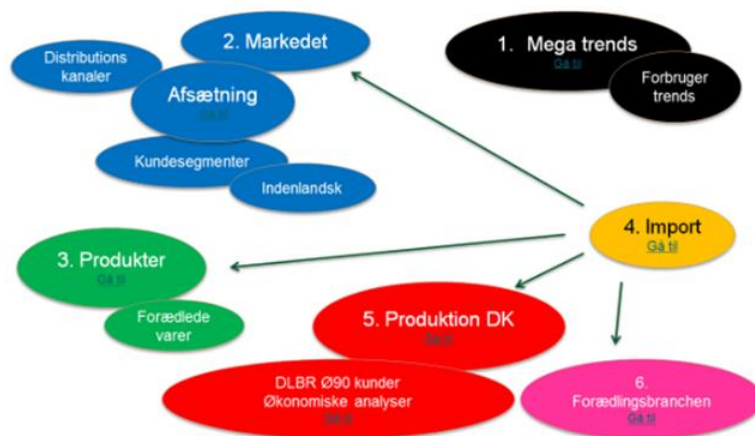 2. Markedet
Distributions
kanaler
Afsætning
Gå til
Kundesegmenter
Indenlandsk
1. Mega trends
Gå til
Forbruger
trends
3. Produkter
Gå til
Forædlede
varer
4. Import
Gå til
5. Produktion DK
Gå til
DLBR Ø90 kunder
Økonomiske analyser
Gå til
6.
Forædlingsbranchen
Gå til